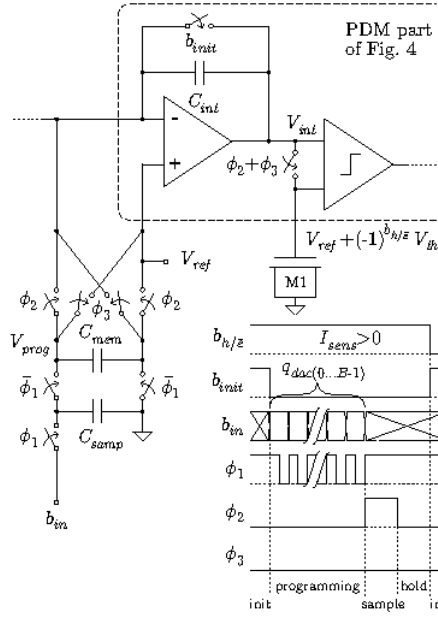 PDM part
of Fig. 4
b_init
C_int
V_int
ϕ2+ϕ3
V_ref+(-1)^b_h/z̄ V_th
M1
V_ref
ϕ2
ϕ3
ϕ2
V_prog
C_mem
ϕ̄1
ϕ̄1
C_samp
ϕ1
b_in
b_h/z̄
I_sens>0
b_init
q_dac(0...B-1)
b_in
ϕ1
ϕ2
ϕ3
programming
hold
init
sample